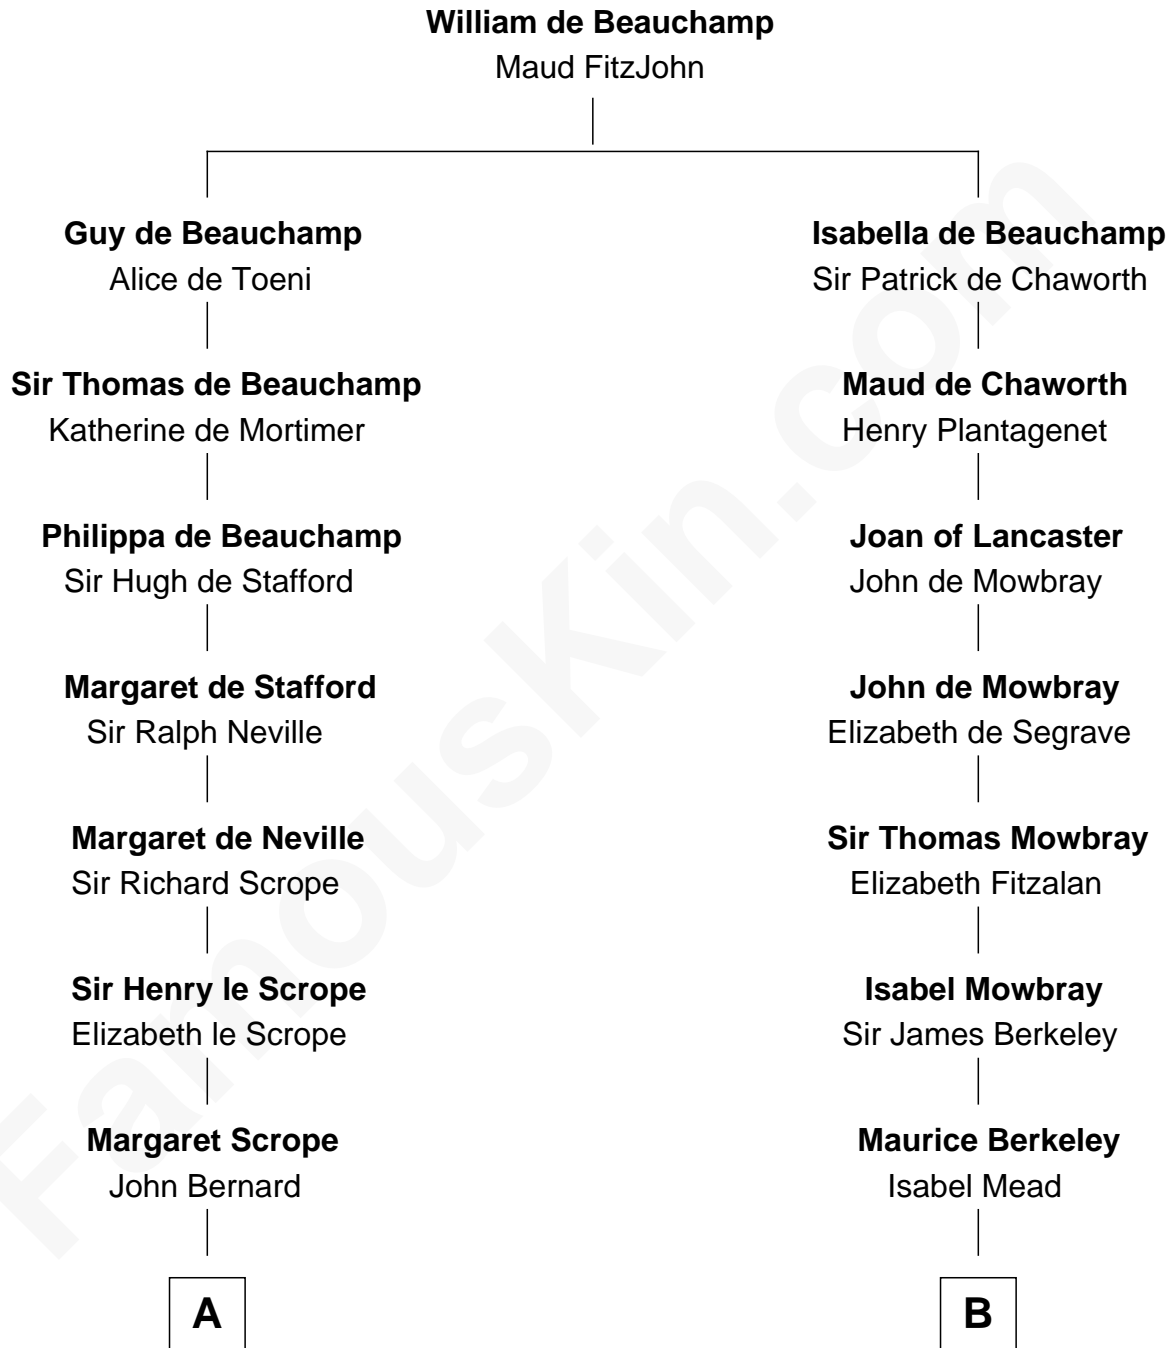 William de Beauchamp
Maud FitzJohn
Guy de Beauchamp
Alice de Toeni
Sir Thomas de Beauchamp
Katherine de Mortimer
Philippa de Beauchamp
Sir Hugh de Stafford
Margaret de Stafford
Sir Ralph Neville
Margaret de Neville
Sir Richard Scrope
Sir Henry le Scrope
Elizabeth le Scrope
Margaret Scrope
John Bernard
A
Isabella de Beauchamp
Sir Patrick de Chaworth
Maud de Chaworth
Henry Plantagenet
Joan of Lancaster
John de Mowbray
John de Mowbray
Elizabeth de Segrave
Sir Thomas Mowbray
Elizabeth Fitzalan
Isabel Mowbray
Sir James Berkeley
Maurice Berkeley
Isabel Mead
B
FamousKin.com